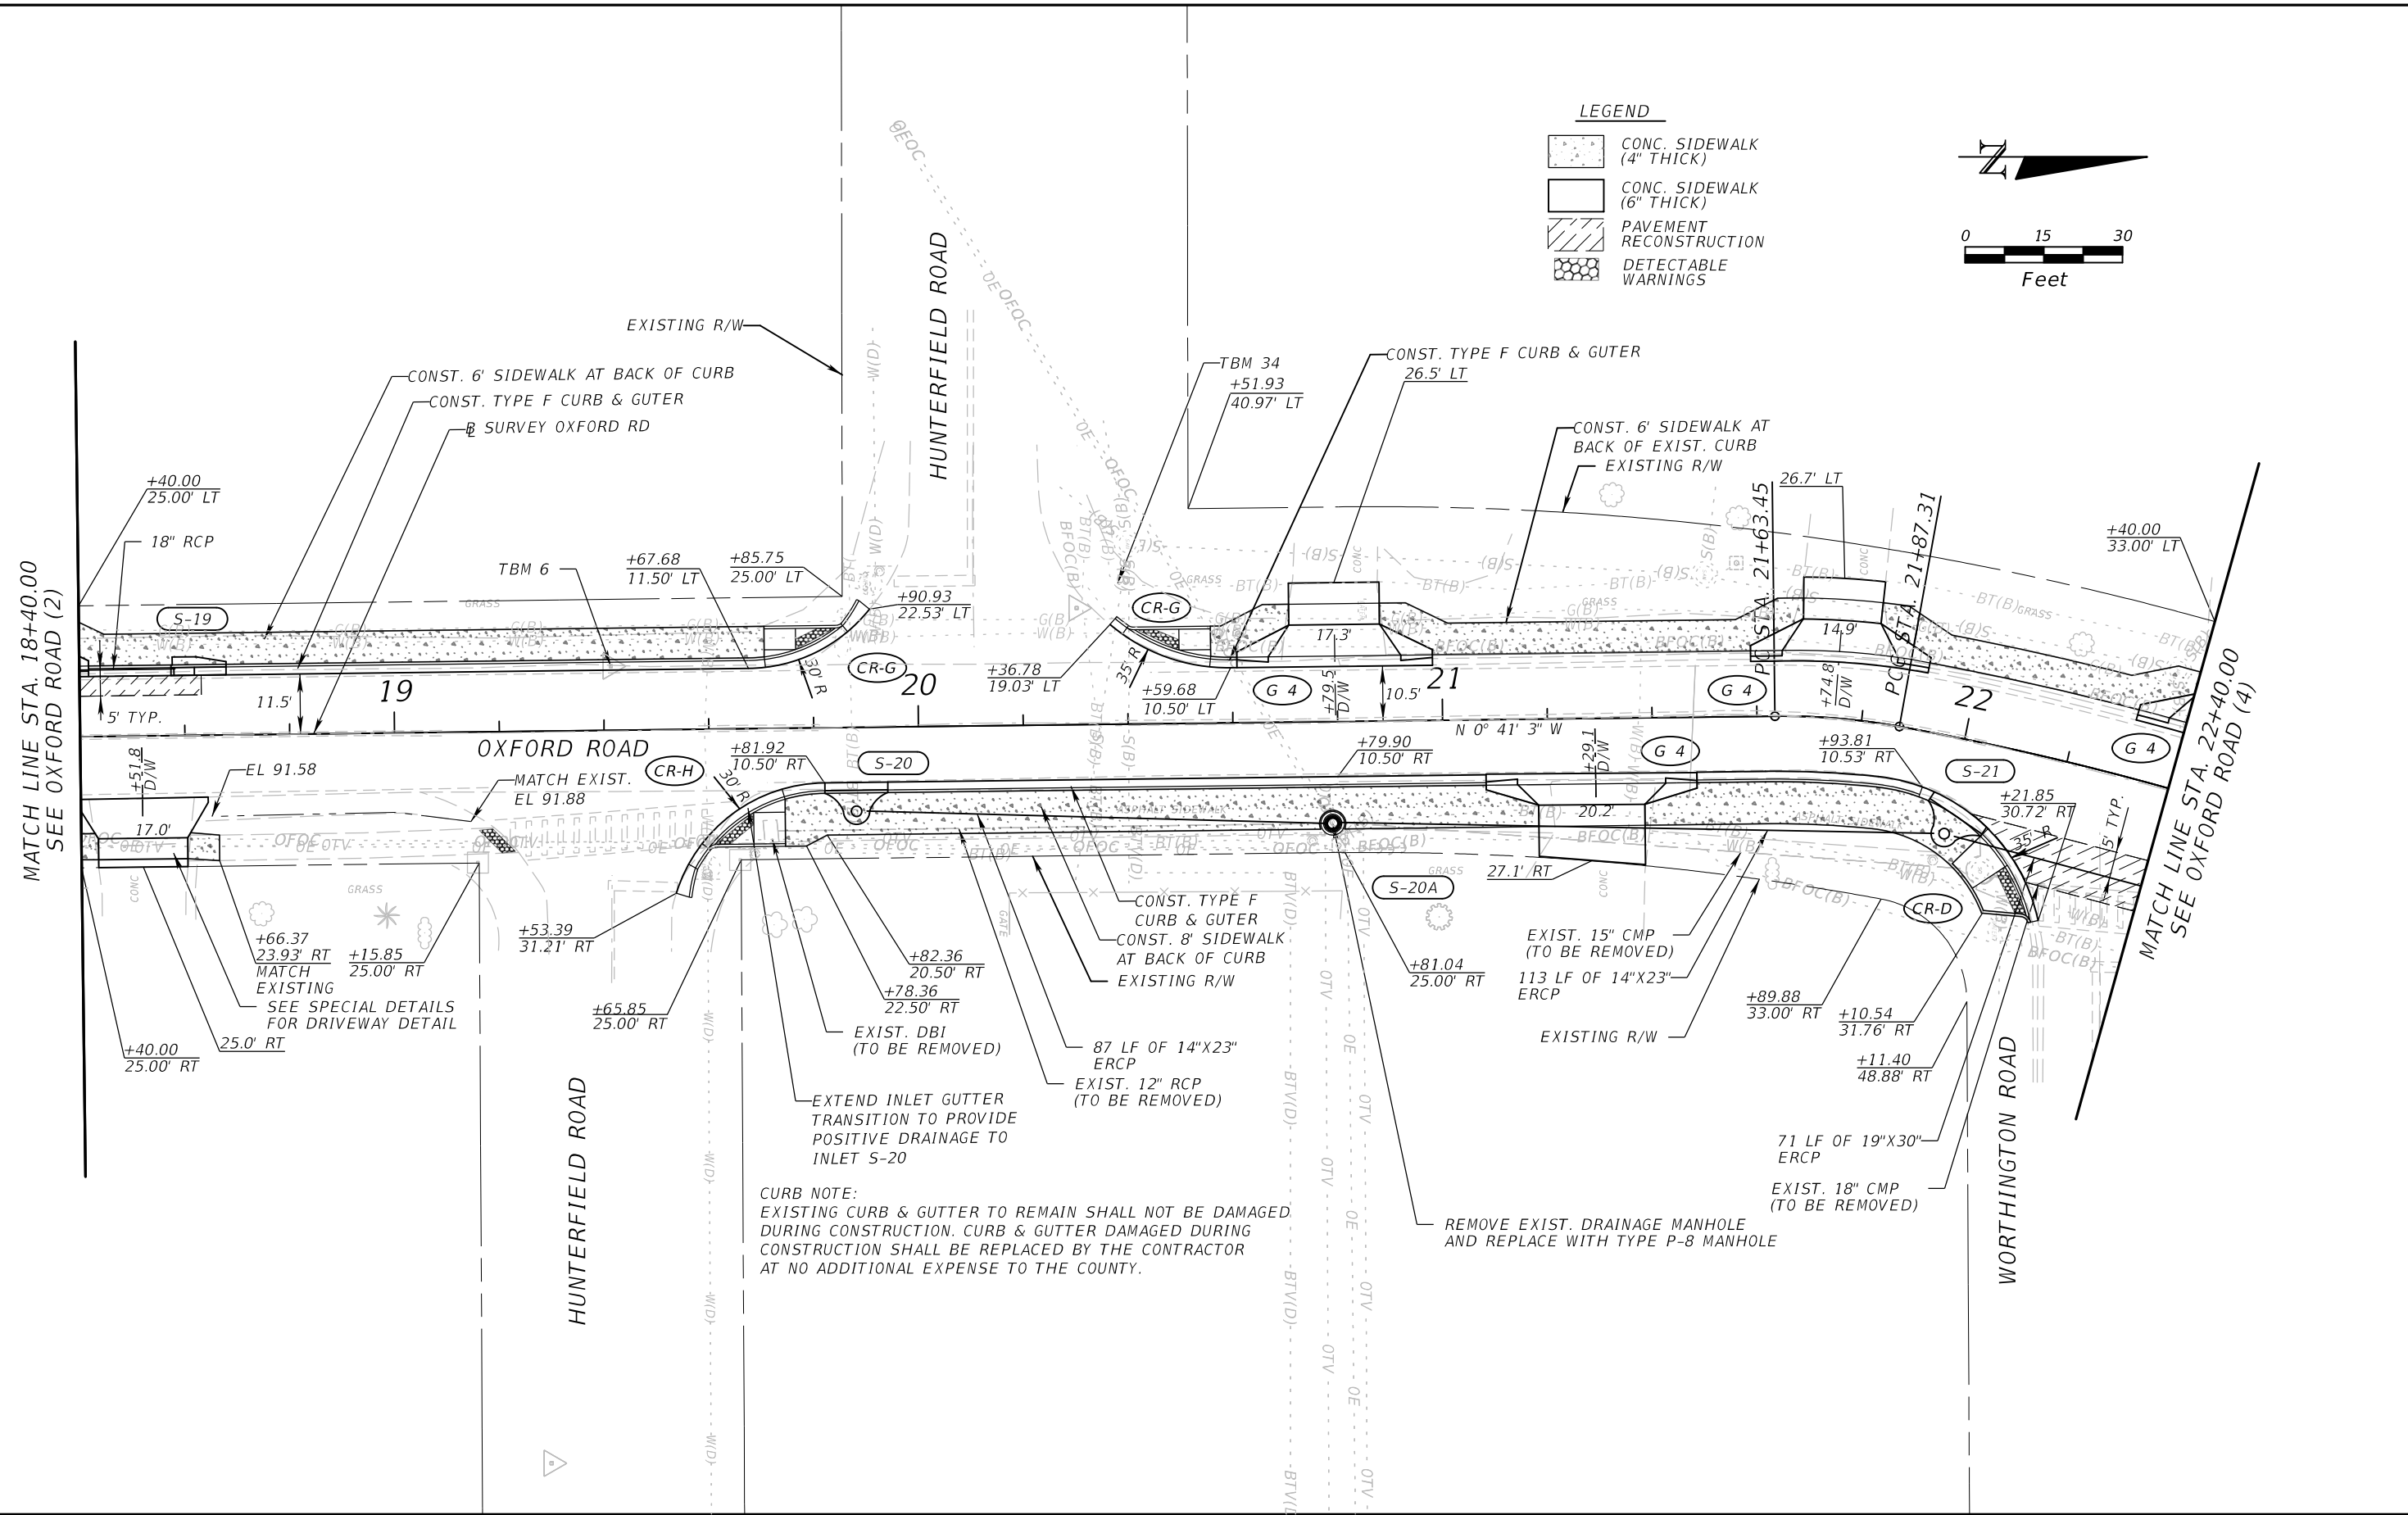 LEGEND
CONC. SIDEWALK
(4" THICK)
CONC. SIDEWALK
(6" THICK)
PAVEMENT
RECONSTRUCTION
DETECTABLE
WARNINGS
N
0 15 30
Feet
HUNTERFIELD ROAD
EXISTING R/W
CONST. 6' SIDEWALK AT BACK OF CURB
CONST. TYPE F CURB & GUTER
BL SURVEY OXFORD RD
+40.00
25.00' LT
18" RCP
TBM 6
+67.68
11.50' LT
+85.75
25.00' LT
+90.93
22.53' LT
TBM 34
+51.93
40.97' LT
CONST. TYPE F CURB & GUTER
26.5' LT
CONST. 6' SIDEWALK AT
BACK OF EXIST. CURB
EXISTING R/W
26.7' LT
PC STA. 21+63.45
PCC STA. 21+87.31
+40.00
33.00' LT
MATCH LINE STA. 18+40.00
SEE OXFORD ROAD (2)
S-19
5' TYP.
11.5'
19
30' R
CR-G
20
+36.78
19.03' LT
35' R
CR-G
+59.68
10.50' LT
G 4
17.3'
+79.5
D/W
10.5'
21
G 4
14.9'
+74.8
D/W
22
G 4
MATCH LINE STA. 22+40.00
SEE OXFORD ROAD (4)
N 0° 41' 3" W
OXFORD ROAD
+51.8
D/W
EL 91.58
MATCH EXIST.
EL 91.88
17.0'
CR-H
30' R
+81.92
10.50' RT
S-20
+79.90
10.50' RT
+29.1
D/W
G 4
20.2'
+93.81
10.53' RT
S-21
+21.85
30.72' RT
35' R
5' TYP.
27.1' RT
S-20A
CR-D
+66.37
23.93' RT
MATCH
EXISTING
+15.85
25.00' RT
SEE SPECIAL DETAILS
FOR DRIVEWAY DETAIL
25.0' RT
+40.00
25.00' RT
+53.39
31.21' RT
+65.85
25.00' RT
HUNTERFIELD ROAD
+82.36
20.50' RT
+78.36
22.50' RT
EXIST. DBI
(TO BE REMOVED)
CONST. TYPE F
CURB & GUTER
CONST. 8' SIDEWALK
AT BACK OF CURB
EXISTING R/W
87 LF OF 14"X23"
ERCP
EXIST. 12" RCP
(TO BE REMOVED)
EXTEND INLET GUTTER
TRANSITION TO PROVIDE
POSITIVE DRAINAGE TO
INLET S-20
+81.04
25.00' RT
EXIST. 15" CMP
(TO BE REMOVED)
113 LF OF 14"X23"
ERCP
EXISTING R/W
+89.88
33.00' RT
+10.54
31.76' RT
+11.40
48.88' RT
WORTHINGTON ROAD
71 LF OF 19"X30"
ERCP
EXIST. 18" CMP
(TO BE REMOVED)
REMOVE EXIST. DRAINAGE MANHOLE
AND REPLACE WITH TYPE P-8 MANHOLE
CURB NOTE:
EXISTING CURB & GUTTER TO REMAIN SHALL NOT BE DAMAGED
DURING CONSTRUCTION. CURB & GUTTER DAMAGED DURING
CONSTRUCTION SHALL BE REPLACED BY THE CONTRACTOR
AT NO ADDITIONAL EXPENSE TO THE COUNTY.
GRASS
GRASS
GRASS
GRASS
GRASS
GRASS
CONC
CONC
CONC
CONC
GATE
OFOC
OE
OTV
W(D)
BT(B)
BFOC(B)
S(B)
G(B)
W(B)
BTV(D)